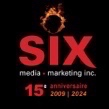 SIX
media - marketing inc.
15e anniversaire
2009 | 2024